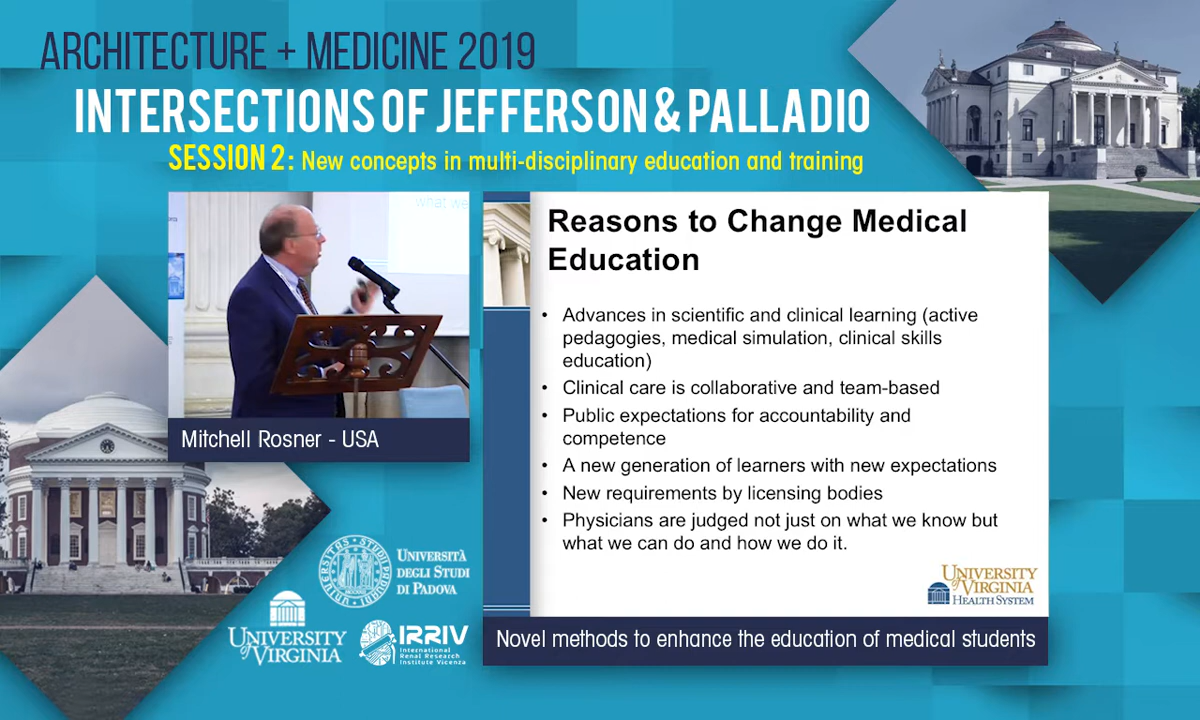 ARCHITECTURE + MEDICINE 2019
INTERSECTIONS OF JEFFERSON & PALLADIO
SESSION 2: New concepts in multi-disciplinary education and training
what we
Mitchell Rosner - USA
Reasons to Change Medical
Education
• Advances in scientific and clinical learning (active
pedagogies, medical simulation, clinical skills
education)
• Clinical care is collaborative and team-based
• Public expectations for accountability and
competence
• A new generation of learners with new expectations
• New requirements by licensing bodies
• Physicians are judged not just on what we know but
what we can do and how we do it.
UNIVERSITY
of VIRGINIA
HEALTH SYSTEM
Novel methods to enhance the education of medical students
UNIVERSITÀ
DEGLI STUDI
DI PADOVA
UNIVERSITY
of VIRGINIA
IRRIV
International
Renal Research
Institute Vicenza